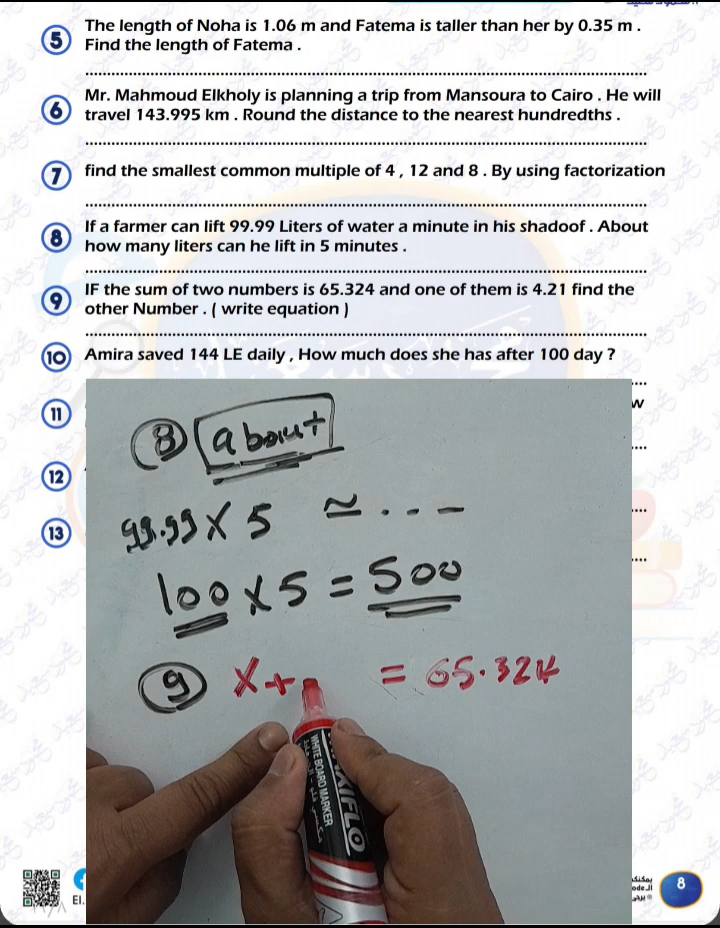 5 The length of Noha is 1.06 m and Fatema is taller than her by 0.35 m .
Find the length of Fatema .
6 Mr. Mahmoud Elkholy is planning a trip from Mansoura to Cairo . He will
travel 143.995 km . Round the distance to the nearest hundredths .
7 find the smallest common multiple of 4 , 12 and 8 . By using factorization
8 If a farmer can lift 99.99 Liters of water a minute in his shadoof . About
how many liters can he lift in 5 minutes .
9 IF the sum of two numbers is 65.324 and one of them is 4.21 find the
other Number . ( write equation )
10 Amira saved 144 LE daily , How much does she has after 100 day ?
11
w
12
13
8 about
99.99 x 5 ≃ ...
100 x 5 = 500
9 x + = 65.324
WHITE BOARD MARKER
El.
8